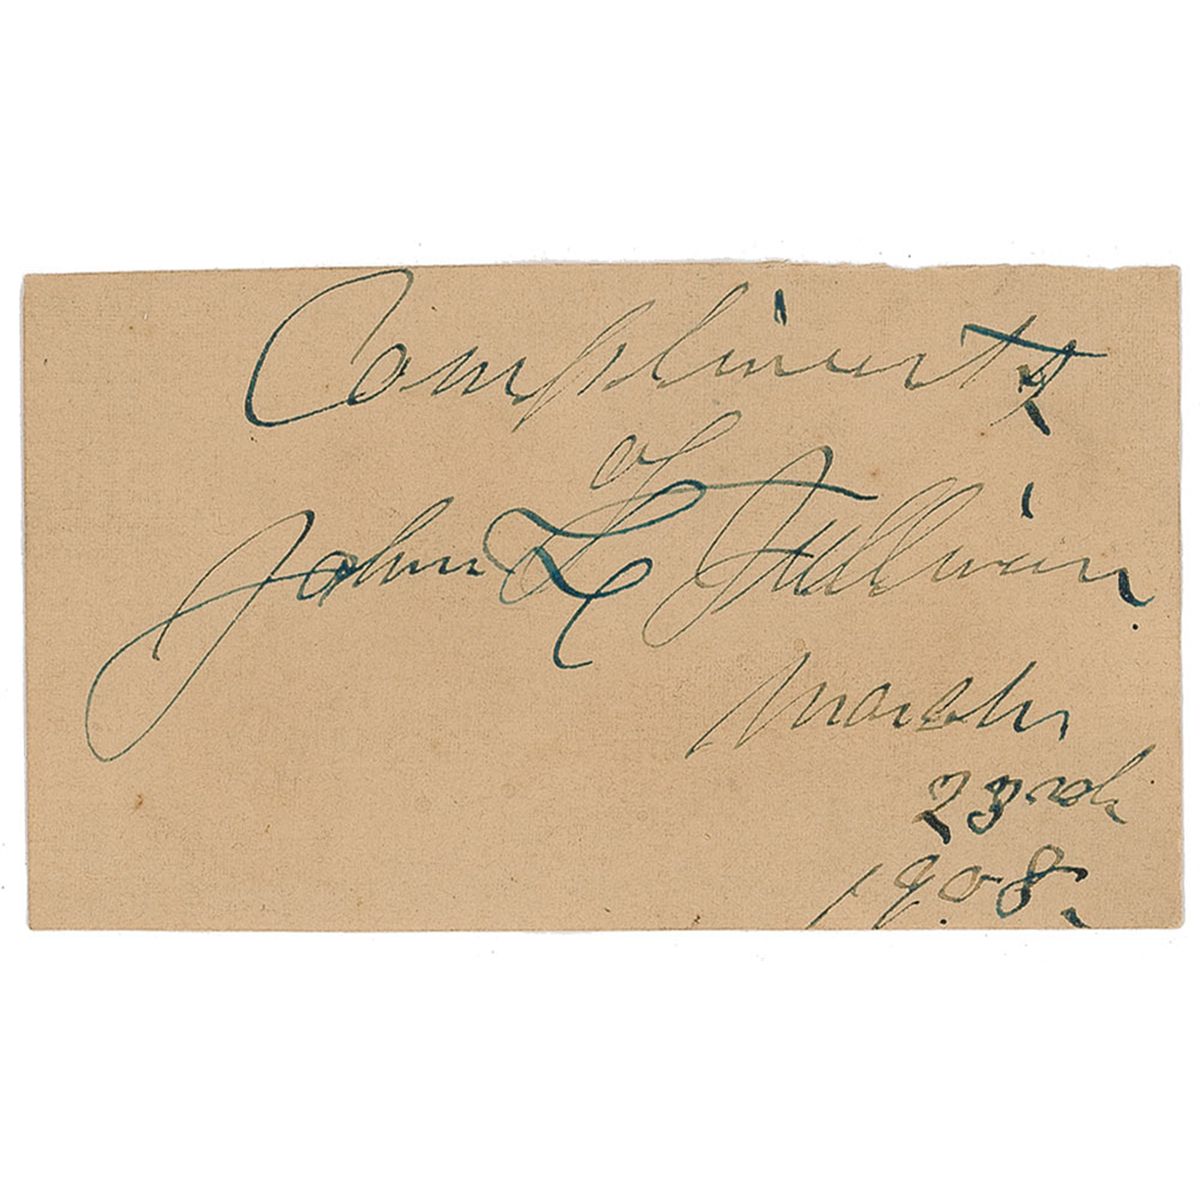 Compliments
of
John L Sullivan.
March
23rd
1908.